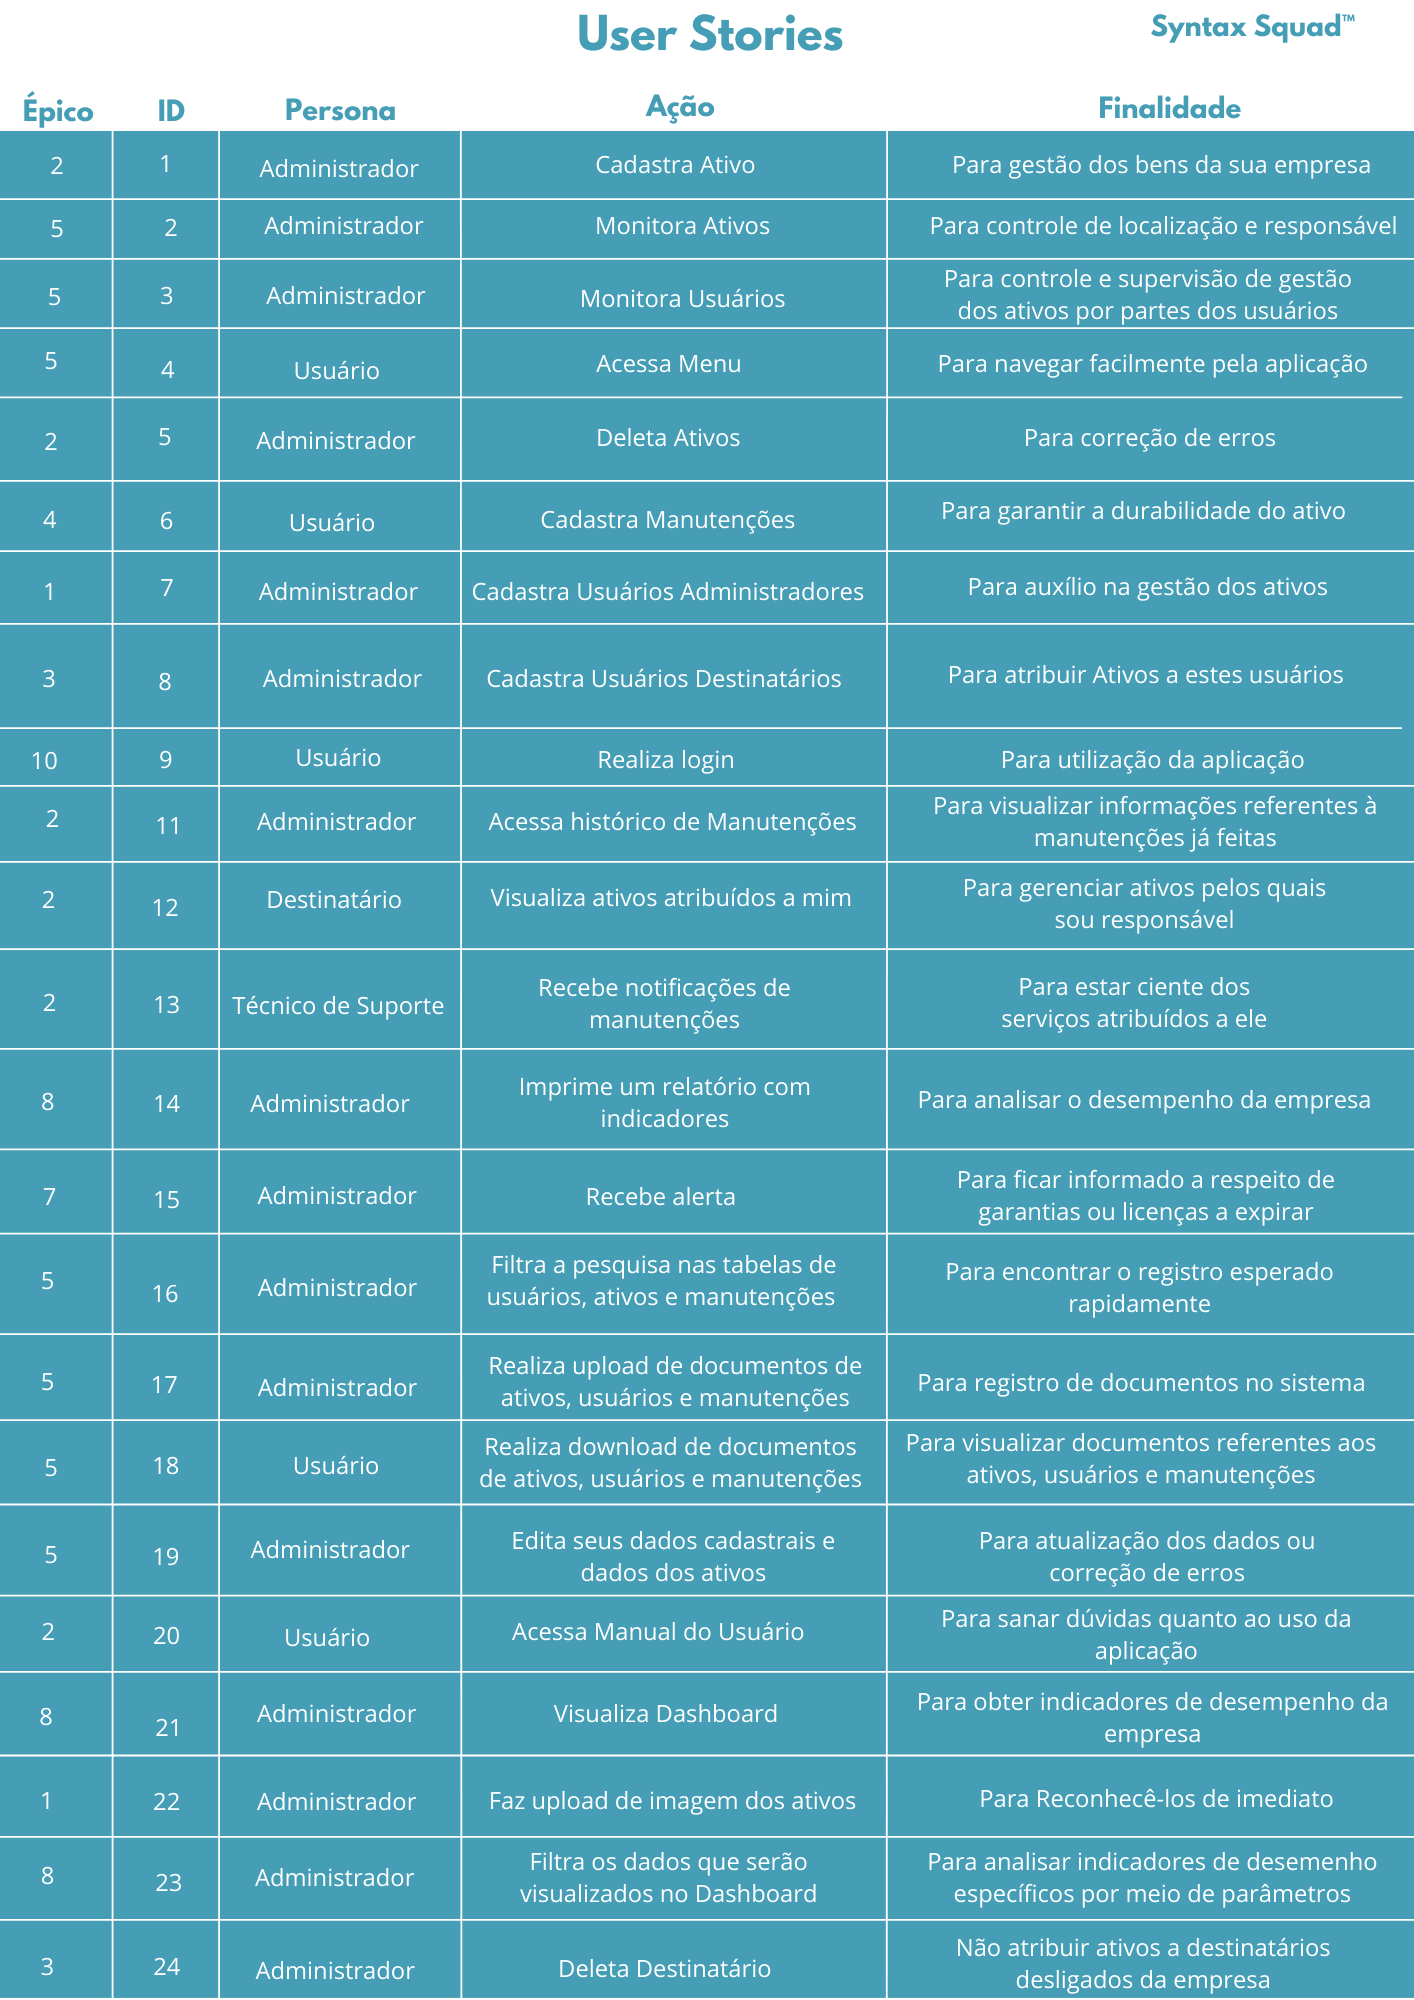 User Stories
Syntax Squad™
Épico ID Persona Ação Finalidade
2 1 Administrador Cadastra Ativo Para gestão dos bens da sua empresa
5 2 Administrador Monitora Ativos Para controle de localização e responsável
5 3 Administrador Monitora Usuários Para controle e supervisão de gestão
dos ativos por partes dos usuários
5 4 Usuário Acessa Menu Para navegar facilmente pela aplicação
2 5 Administrador Deleta Ativos Para correção de erros
4 6 Usuário Cadastra Manutenções Para garantir a durabilidade do ativo
1 7 Administrador Cadastra Usuários Administradores Para auxílio na gestão dos ativos
3 8 Administrador Cadastra Usuários Destinatários Para atribuir Ativos a estes usuários
10 9 Usuário Realiza login Para utilização da aplicação
2 11 Administrador Acessa histórico de Manutenções Para visualizar informações referentes à
manutenções já feitas
2 12 Destinatário Visualiza ativos atribuídos a mim Para gerenciar ativos pelos quais
sou responsável
2 13 Técnico de Suporte Recebe notificações de
manutenções
Para estar ciente dos
serviços atribuídos a ele
8 14 Administrador Imprime um relatório com
indicadores
Para analisar o desempenho da empresa
7 15 Administrador Recebe alerta Para ficar informado a respeito de
garantias ou licenças a expirar
5 16 Administrador Filtra a pesquisa nas tabelas de
usuários, ativos e manutenções
Para encontrar o registro esperado
rapidamente
5 17 Administrador Realiza upload de documentos de
ativos, usuários e manutenções
Para registro de documentos no sistema
5 18 Usuário Realiza download de documentos
de ativos, usuários e manutenções
Para visualizar documentos referentes aos
ativos, usuários e manutenções
5 19 Administrador Edita seus dados cadastrais e
dados dos ativos
Para atualização dos dados ou
correção de erros
2 20 Usuário Acessa Manual do Usuário Para sanar dúvidas quanto ao uso da
aplicação
8 21 Administrador Visualiza Dashboard Para obter indicadores de desempenho da
empresa
1 22 Administrador Faz upload de imagem dos ativos Para Reconhecê-los de imediato
8 23 Administrador Filtra os dados que serão
visualizados no Dashboard
Para analisar indicadores de desemenho
específicos por meio de parâmetros
3 24 Administrador Deleta Destinatário Não atribuir ativos a destinatários
desligados da empresa